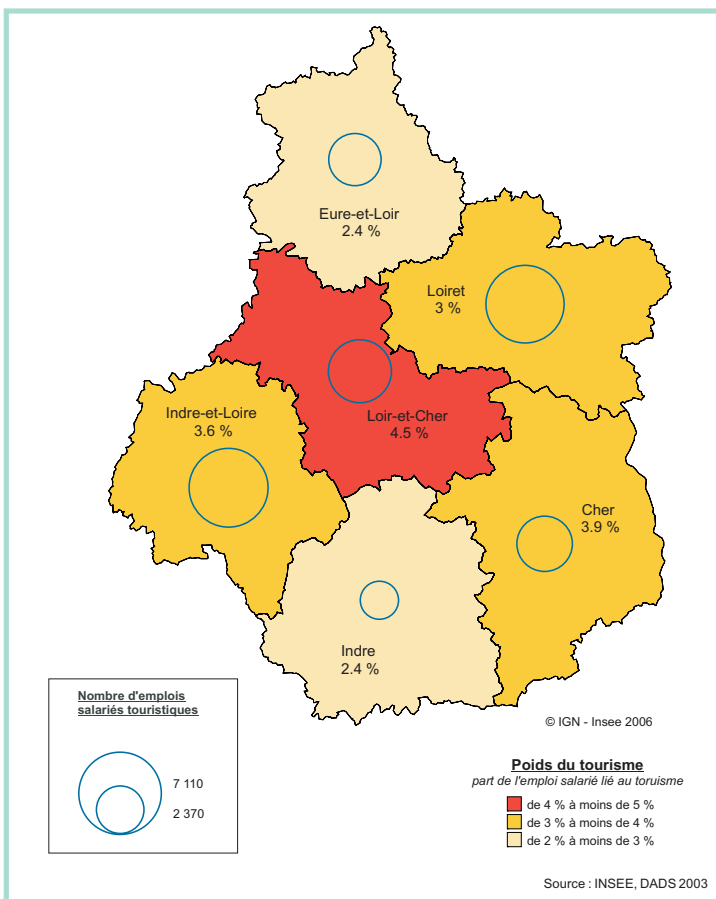 Eure-et-Loir
2.4 %
Loiret
3 %
Loir-et-Cher
4.5 %
Indre-et-Loire
3.6 %
Cher
3.9 %
Indre
2.4 %
Nombre d'emplois
salariés touristiques
7 110
2 370
© IGN - Insee 2006
Poids du tourisme
part de l'emploi salarié lié au toruisme
de 4 % à moins de 5 %
de 3 % à moins de 4 %
de 2 % à moins de 3 %
Source : INSEE, DADS 2003